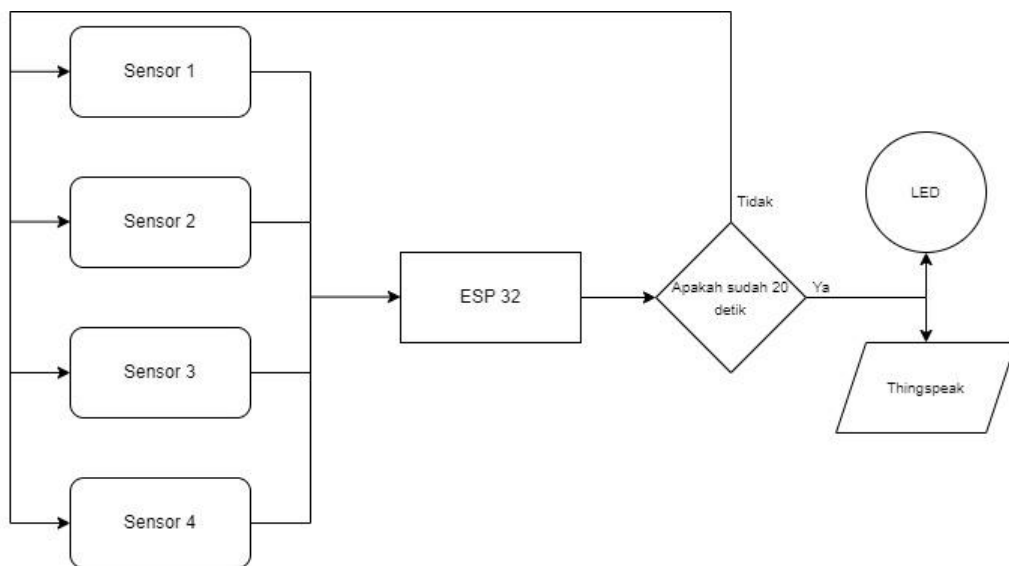 Sensor 1
Sensor 2
Sensor 3
Sensor 4
ESP 32
Tidak
Apakah sudah 20
detik
Ya
LED
Thingspeak